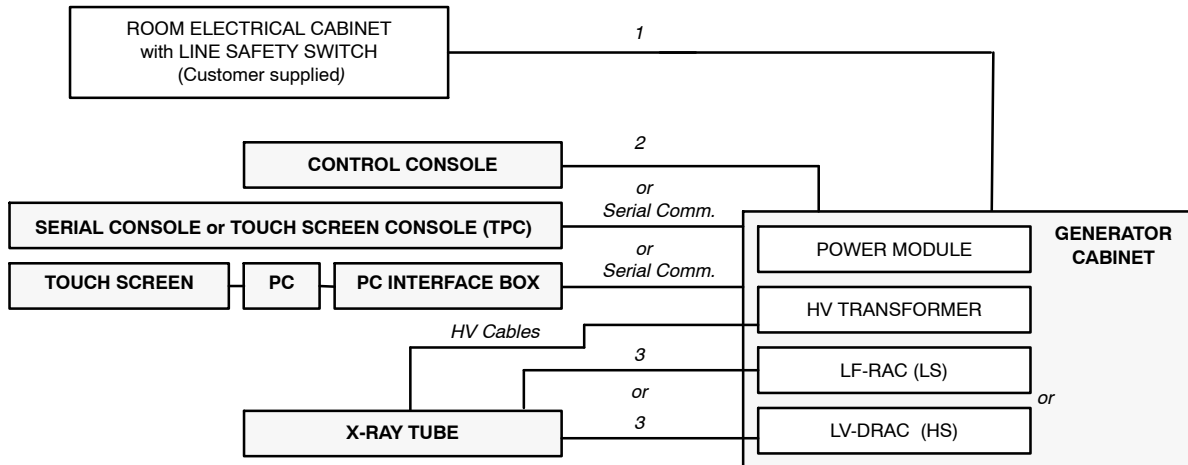 ROOM ELECTRICAL CABINET
with LINE SAFETY SWITCH
(Customer supplied)
1
CONTROL CONSOLE
2
or
Serial Comm.
SERIAL CONSOLE or TOUCH SCREEN CONSOLE (TPC)
or
Serial Comm.
TOUCH SCREEN
PC
PC INTERFACE BOX
GENERATOR
CABINET
POWER MODULE
HV TRANSFORMER
HV Cables
3
LF-RAC (LS)
or
or
X-RAY TUBE
3
LV-DRAC (HS)